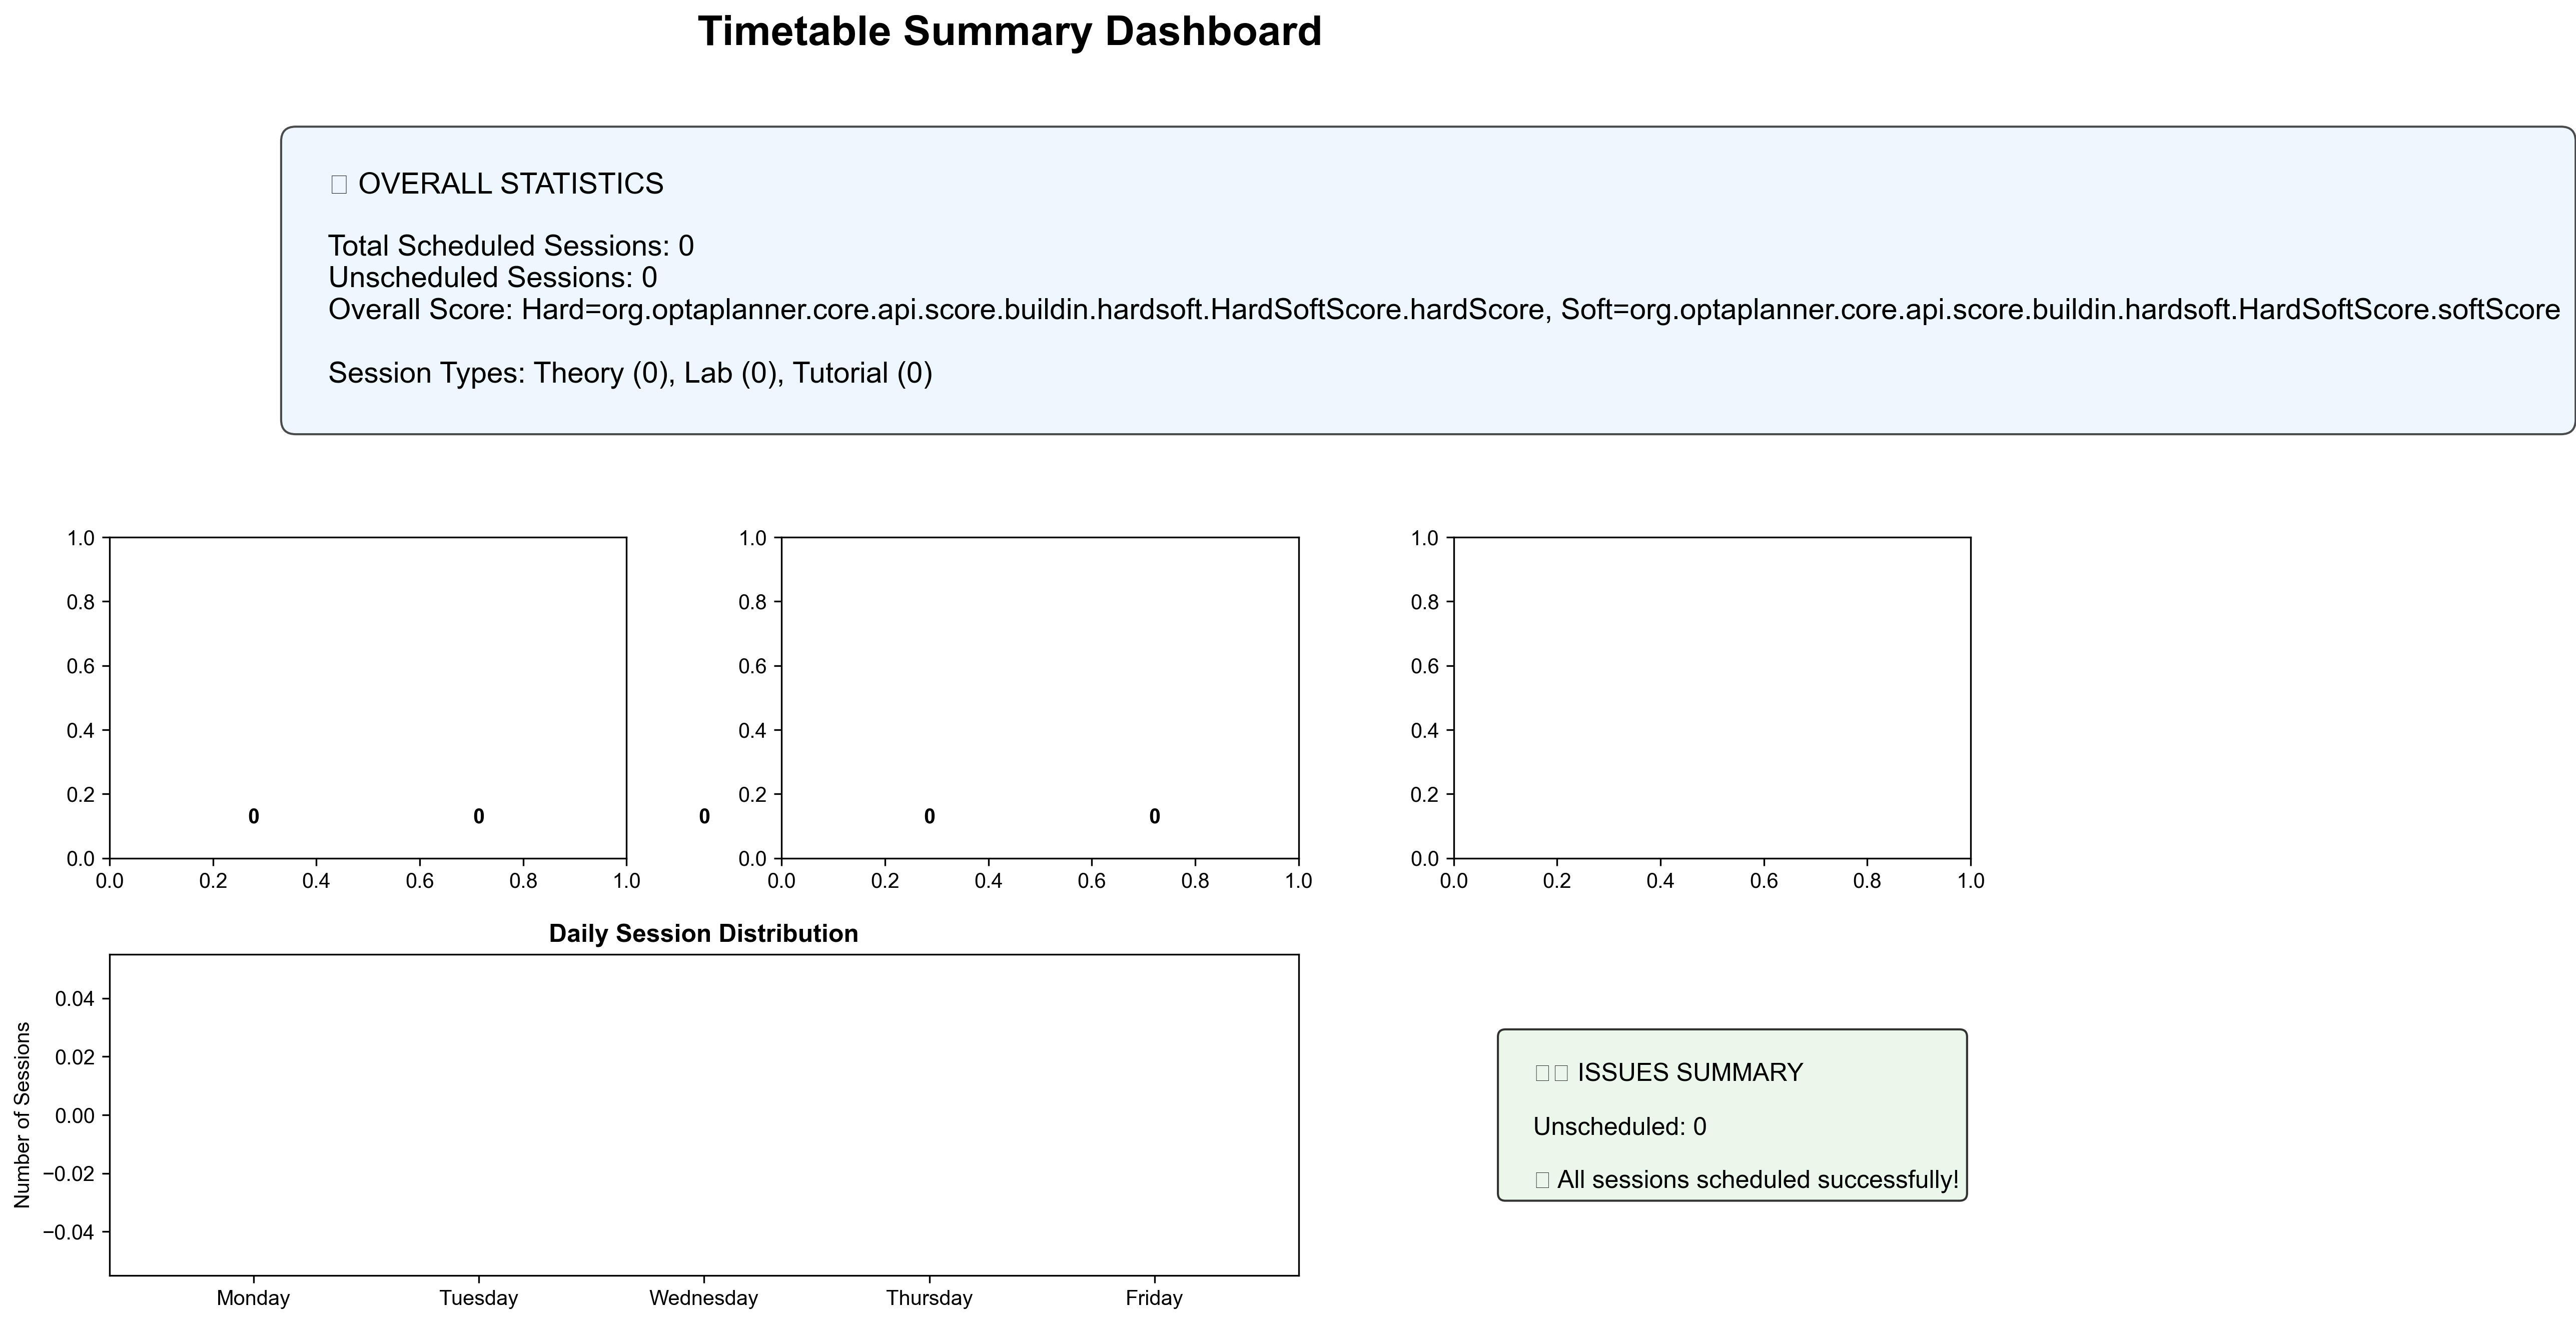 Timetable Summary Dashboard
▯ OVERALL STATISTICS
Total Scheduled Sessions: 0
Unscheduled Sessions: 0
Overall Score: Hard=org.optaplanner.core.api.score.buildin.hardsoft.HardSoftScore.hardScore, Soft=org.optaplanner.core.api.score.buildin.hardsoft.HardSoftScore.softScore
Session Types: Theory (0), Lab (0), Tutorial (0)
1.0
0.8
0.6
0.4
0.2
0.0
0.0 0.2 0.4 0.6 0.8 1.0
1.0
0.8
0.6
0.4
0.2
0.0
0.0 0.2 0.4 0.6 0.8 1.0
1.0
0.8
0.6
0.4
0.2
0.0
0.0 0.2 0.4 0.6 0.8 1.0
0 0 0 0 0
Daily Session Distribution
Number of Sessions
0.04
0.02
0.00
−0.02
−0.04
Monday Tuesday Wednesday Thursday Friday
▯▯ ISSUES SUMMARY
Unscheduled: 0
▯ All sessions scheduled successfully!